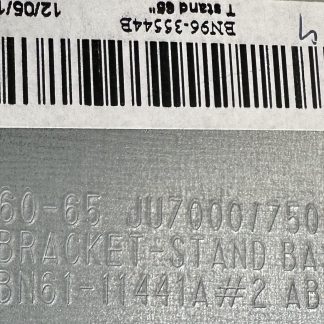 BN96-35544B
T stand 65"
12/05/1
60-65 JU7000/750
BRACKET-STAND BA
BN61-11441A#2 AB